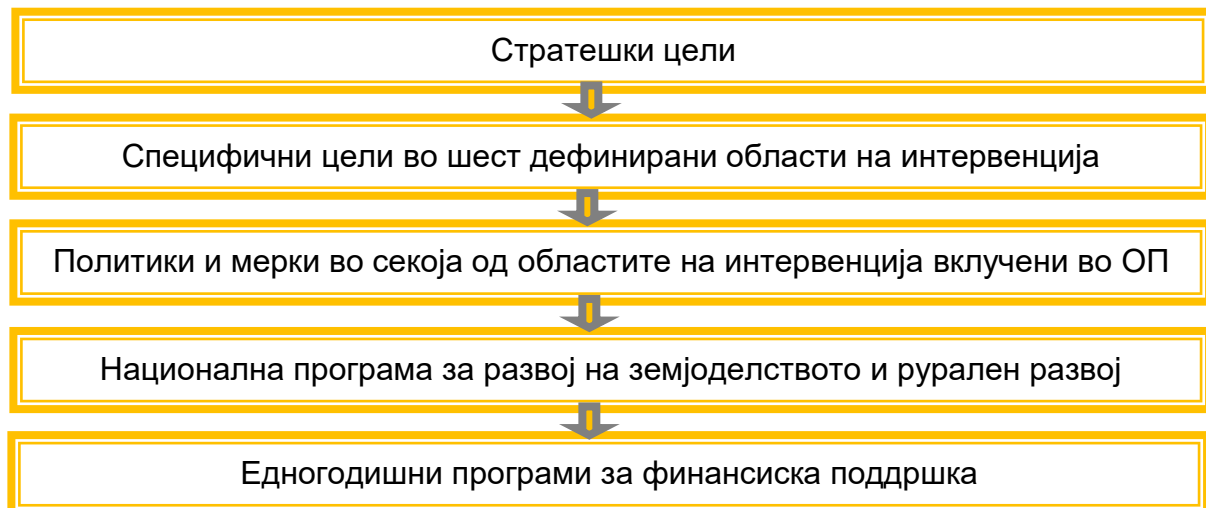 Стратешки цели
Специфични цели во шест дефинирани области на интервенција
Политики и мерки во секоја од областите на интервенција вклучени во ОП
Национална програма за развој на земјоделството и рурален развој
Едногодишни програми за финансиска поддршка